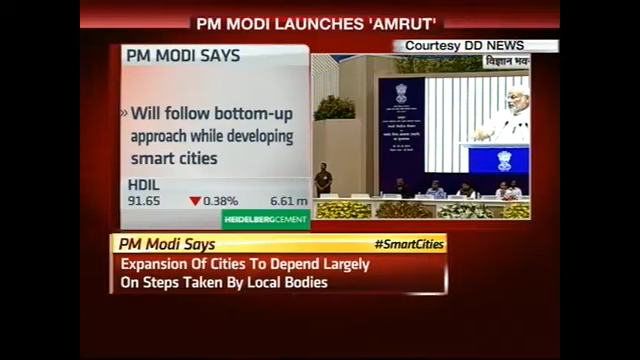 PM MODI LAUNCHES 'AMRUT'
Courtesy DD NEWS
PM MODI SAYS
» Will follow bottom-up
approach while developing
smart cities
HDIL
91.65 ▼0.38% 6.61 m
HEIDELBERGCEMENT
विज्ञान भव
PM Modi Says
#SmartCities
Expansion Of Cities To Depend Largely
On Steps Taken By Local Bodies